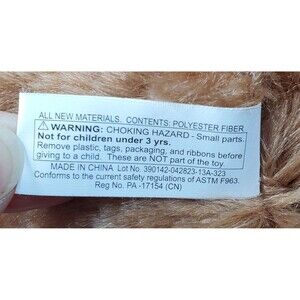 ALL NEW MATERIALS. CONTENTS: POLYESTER FIBER
⚠ WARNING: CHOKING HAZARD - Small parts.
Not for children under 3 yrs.
Remove plastic, tags, packaging, and ribbons before
giving to a child. These are NOT part of the toy.
MADE IN CHINA Lot No. 390142-042823-13A-323
Conforms to the current safety regulations of ASTM F963.
Reg No. PA -17154 (CN)